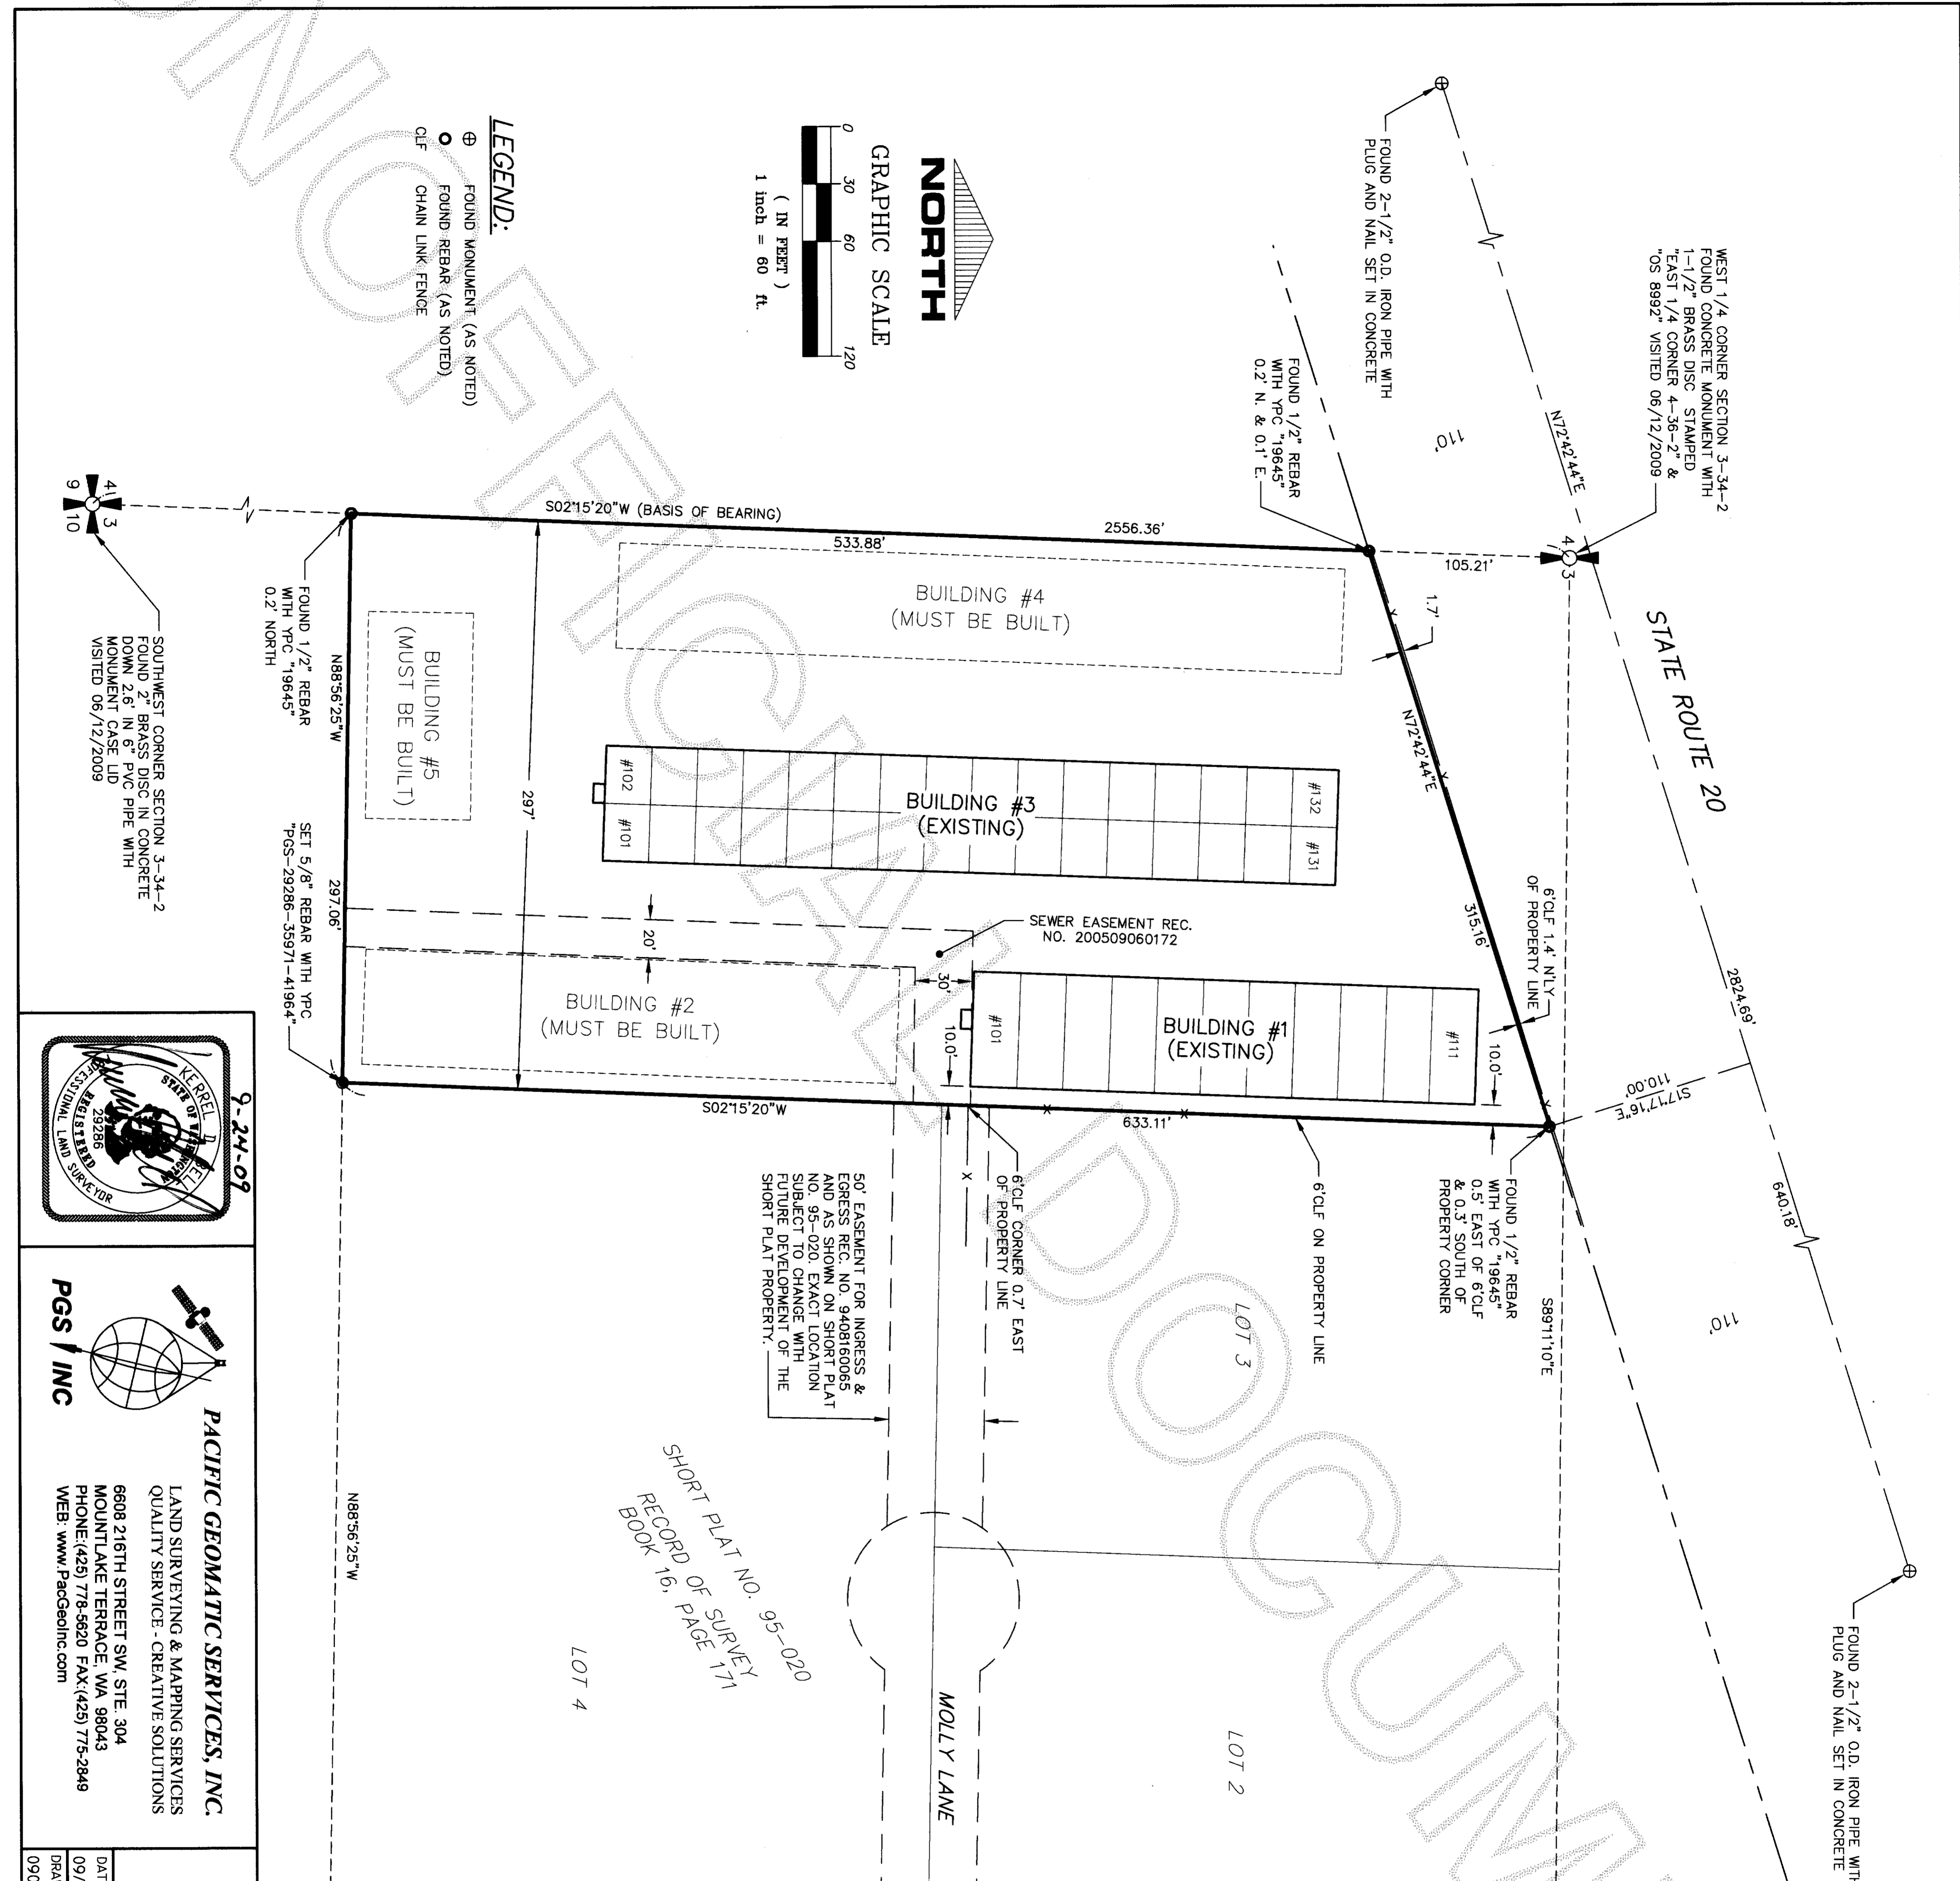 WEST 1/4 CORNER SECTION 3-34-2
FOUND CONCRETE MONUMENT WITH
1-1/2" BRASS DISC STAMPED
"EAST 1/4 CORNER 4-36-2" &
"OS 8992" VISITED 06/12/2009
FOUND 2-1/2" O.D. IRON PIPE WITH
PLUG AND NAIL SET IN CONCRETE
N72°42'44"E
110'
STATE ROUTE 20
2824.69'
640.18'
110'
S17°17'16"E
110.00'
FOUND 2-1/2" O.D. IRON PIPE WITH
PLUG AND NAIL SET IN CONCRETE
4
3
105.21'
FOUND 1/2" REBAR
WITH YPC "19645"
0.2' N. & 0.1' E.
1.7'
N72°42'44"E
315.16'
6'CLF 1.4' N'LY
OF PROPERTY LINE
S89°11'10"E
FOUND 1/2" REBAR
WITH YPC "19645"
0.5' EAST OF 6'CLF
& 0.3' SOUTH OF
PROPERTY CORNER
6'CLF ON PROPERTY LINE
6'CLF CORNER 0.7' EAST
OF PROPERTY LINE
NORTH
GRAPHIC SCALE
0 30 60 120
( IN FEET )
1 inch = 60 ft.
LEGEND:
FOUND MONUMENT (AS NOTED)
FOUND REBAR (AS NOTED)
CLF CHAIN LINK FENCE
S02°15'20"W (BASIS OF BEARING)
2556.36'
533.88'
BUILDING #4
(MUST BE BUILT)
BUILDING #5
(MUST BE BUILT)
BUILDING #3
(EXISTING)
#102
#101
#132
#131
297'
SEWER EASEMENT REC.
NO. 200509060172
20'
30'
BUILDING #2
(MUST BE BUILT)
BUILDING #1
(EXISTING)
#101
#111
10.0'
10.0'
S02°15'20"W
633.11'
N88°56'25"W
297.06'
FOUND 1/2" REBAR
WITH YPC "19645"
0.2' NORTH
SET 5/8" REBAR WITH YPC
"PGS-29286-35971-41964"
4
3
9
10
SOUTHWEST CORNER SECTION 3-34-2
FOUND 2" BRASS DISC IN CONCRETE
DOWN 2.6' IN 6" PVC PIPE WITH
MONUMENT CASE LID
VISITED 06/12/2009
50' EASEMENT FOR INGRESS &
EGRESS REC. NO. 9408160065
AND AS SHOWN ON SHORT PLAT
NO. 95-020. EXACT LOCATION
SUBJECT TO CHANGE WITH
FUTURE DEVELOPMENT OF THE
SHORT PLAT PROPERTY.
LOT 3
LOT 2
LOT 4
MOLLY LANE
SHORT PLAT NO. 95-020
RECORD OF SURVEY
BOOK 16, PAGE 171
N88°56'25"W
9-24-09
KERREL D. BELL
STATE OF WASHINGTON
29286
REGISTERED
PROFESSIONAL LAND SURVEYOR
PGS INC
PACIFIC GEOMATIC SERVICES, INC.
LAND SURVEYING & MAPPING SERVICES
QUALITY SERVICE - CREATIVE SOLUTIONS
6608 216TH STREET SW, STE. 304
MOUNTLAKE TERRACE, WA 98043
PHONE:(425) 778-5620 FAX:(425) 775-2849
WEB: www.PacGeoInc.com
DAT
09/
DRA
090
UNOFFICIAL DOCUM